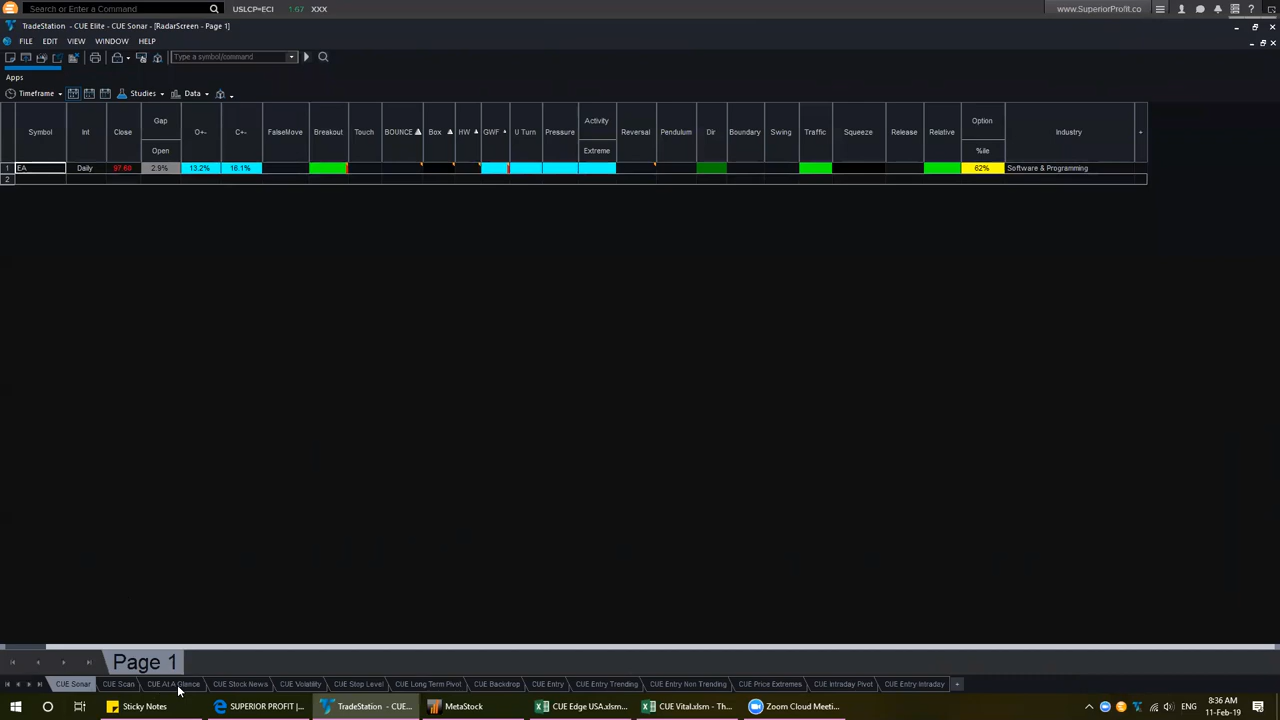 Search or Enter a Command USLCP=ECI 1.67 XXX www.SuperiorProfit.co
TradeStation - CUE Elite - CUE Sonar - [RadarScreen - Page 1]
FILE EDIT VIEW WINDOW HELP
Type a symbol/command
Apps
Timeframe Studies Data
Symbol Int Close Gap Open O+- C+- FalseMove Breakout Touch BOUNCE Box HW GWF U Turn Pressure Activity Extreme Reversal Pendulum Dir Boundary Swing Traffic Squeeze Release Relative Option %ile Industry +
1 EA Daily 97.60 2.9% 13.2% 16.1% 62% Software & Programming
2
Page 1
CUE Sonar CUE Scan CUE At A Glance CUE Stock News CUE Volatility CUE Stop Level CUE Long Term Pivot CUE Backdrop CUE Entry CUE Entry Trending CUE Entry Non Trending CUE Price Extremes CUE Intraday Pivot CUE Entry Intraday +
Sticky Notes SUPERIOR PROFIT |... TradeStation - CUE... MetaStock CUE Edge USA.xlsm... CUE Vital.xlsm - Th... Zoom Cloud Meeti... ENG 8:36 AM
11-Feb-19